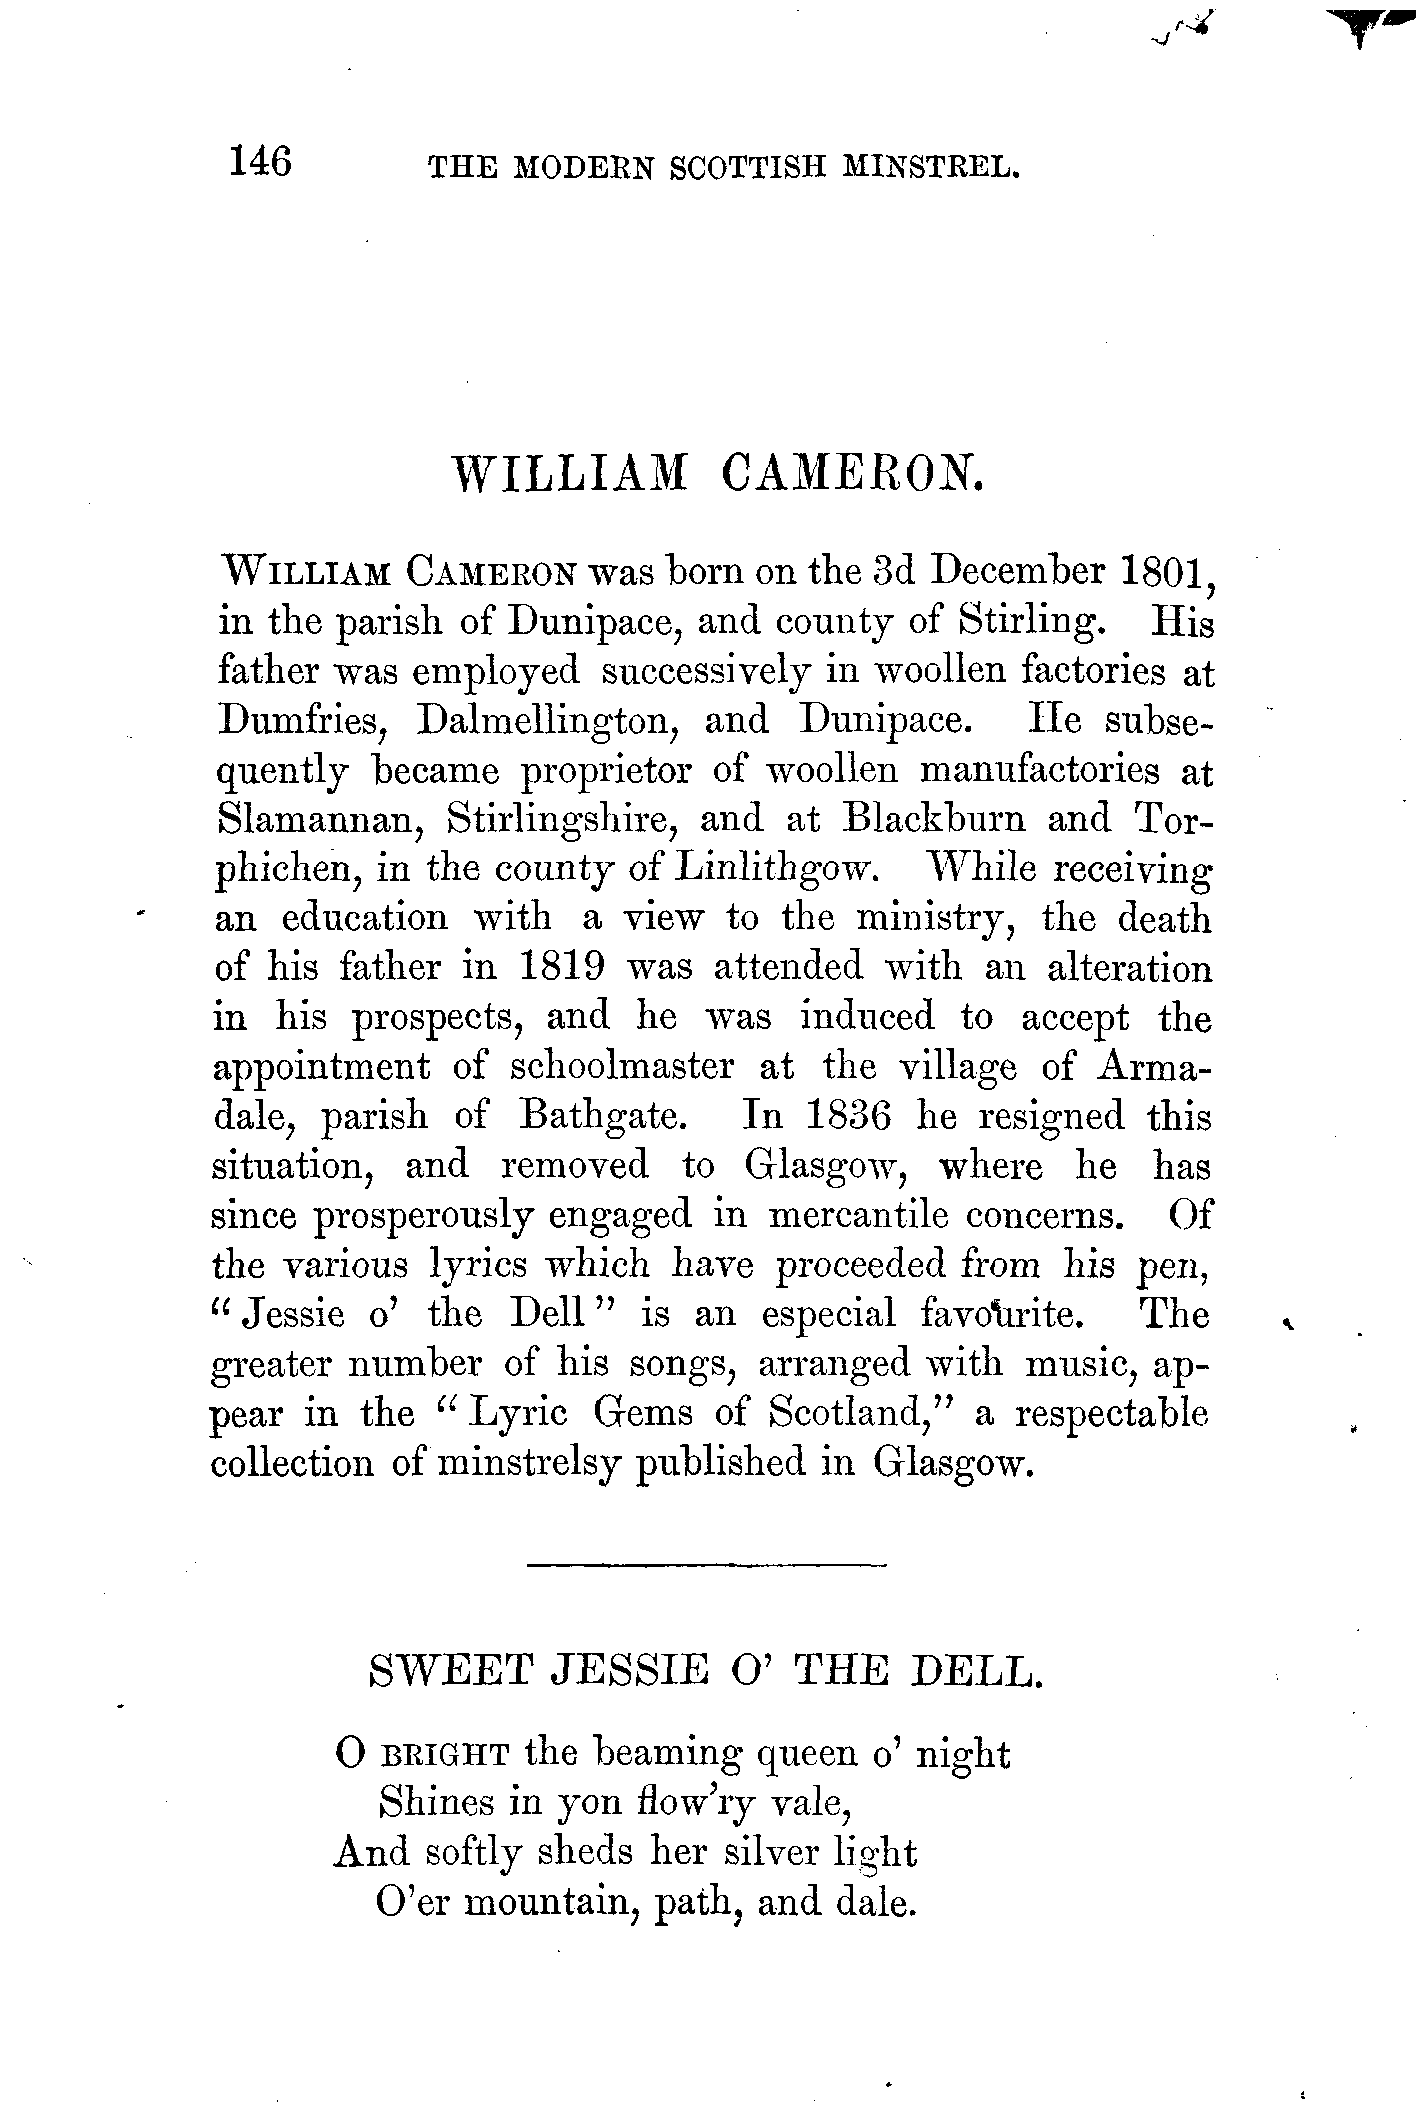 146 THE MODERN SCOTTISH MINSTREL.
WILLIAM CAMERON.
WILLIAM CAMERON was born on the 3d December 1801,
in the parish of Dunipace, and county of Stirling. His
father was employed successively in woollen factories at
Dumfries, Dalmellington, and Dunipace. He subse-
quently became proprietor of woollen manufactories at
Slamannan, Stirlingshire, and at Blackburn and Tor-
phichen, in the county of Linlithgow. While receiving
an education with a view to the ministry, the death
of his father in 1819 was attended with an alteration
in his prospects, and he was induced to accept the
appointment of schoolmaster at the village of Arma-
dale, parish of Bathgate. In 1836 he resigned this
situation, and removed to Glasgow, where he has
since prosperously engaged in mercantile concerns. Of
the various lyrics which have proceeded from his pen,
“Jessie o’ the Dell” is an especial favourite. The
greater number of his songs, arranged with music, ap-
pear in the “Lyric Gems of Scotland,” a respectable
collection of minstrelsy published in Glasgow.
SWEET JESSIE O’ THE DELL.
O BRIGHT the beaming queen o’ night
Shines in yon flow’ry vale,
And softly sheds her silver light
O’er mountain, path, and dale.